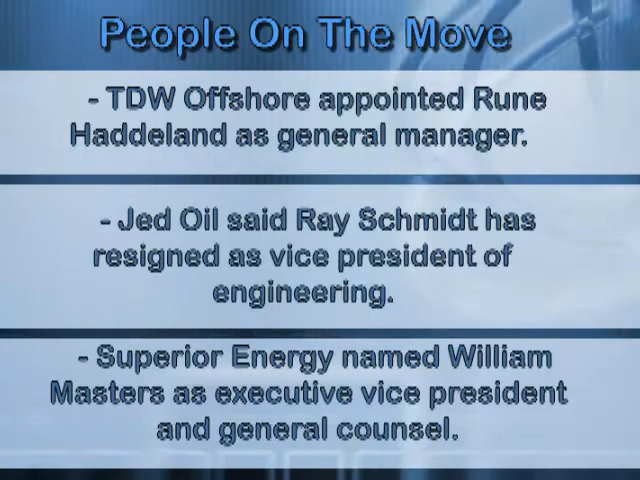 People On The Move
- TDW Offshore appointed Rune
Haddeland as general manager.
- Jed Oil said Ray Schmidt has
resigned as vice president of
engineering.
- Superior Energy named William
Masters as executive vice president
and general counsel.